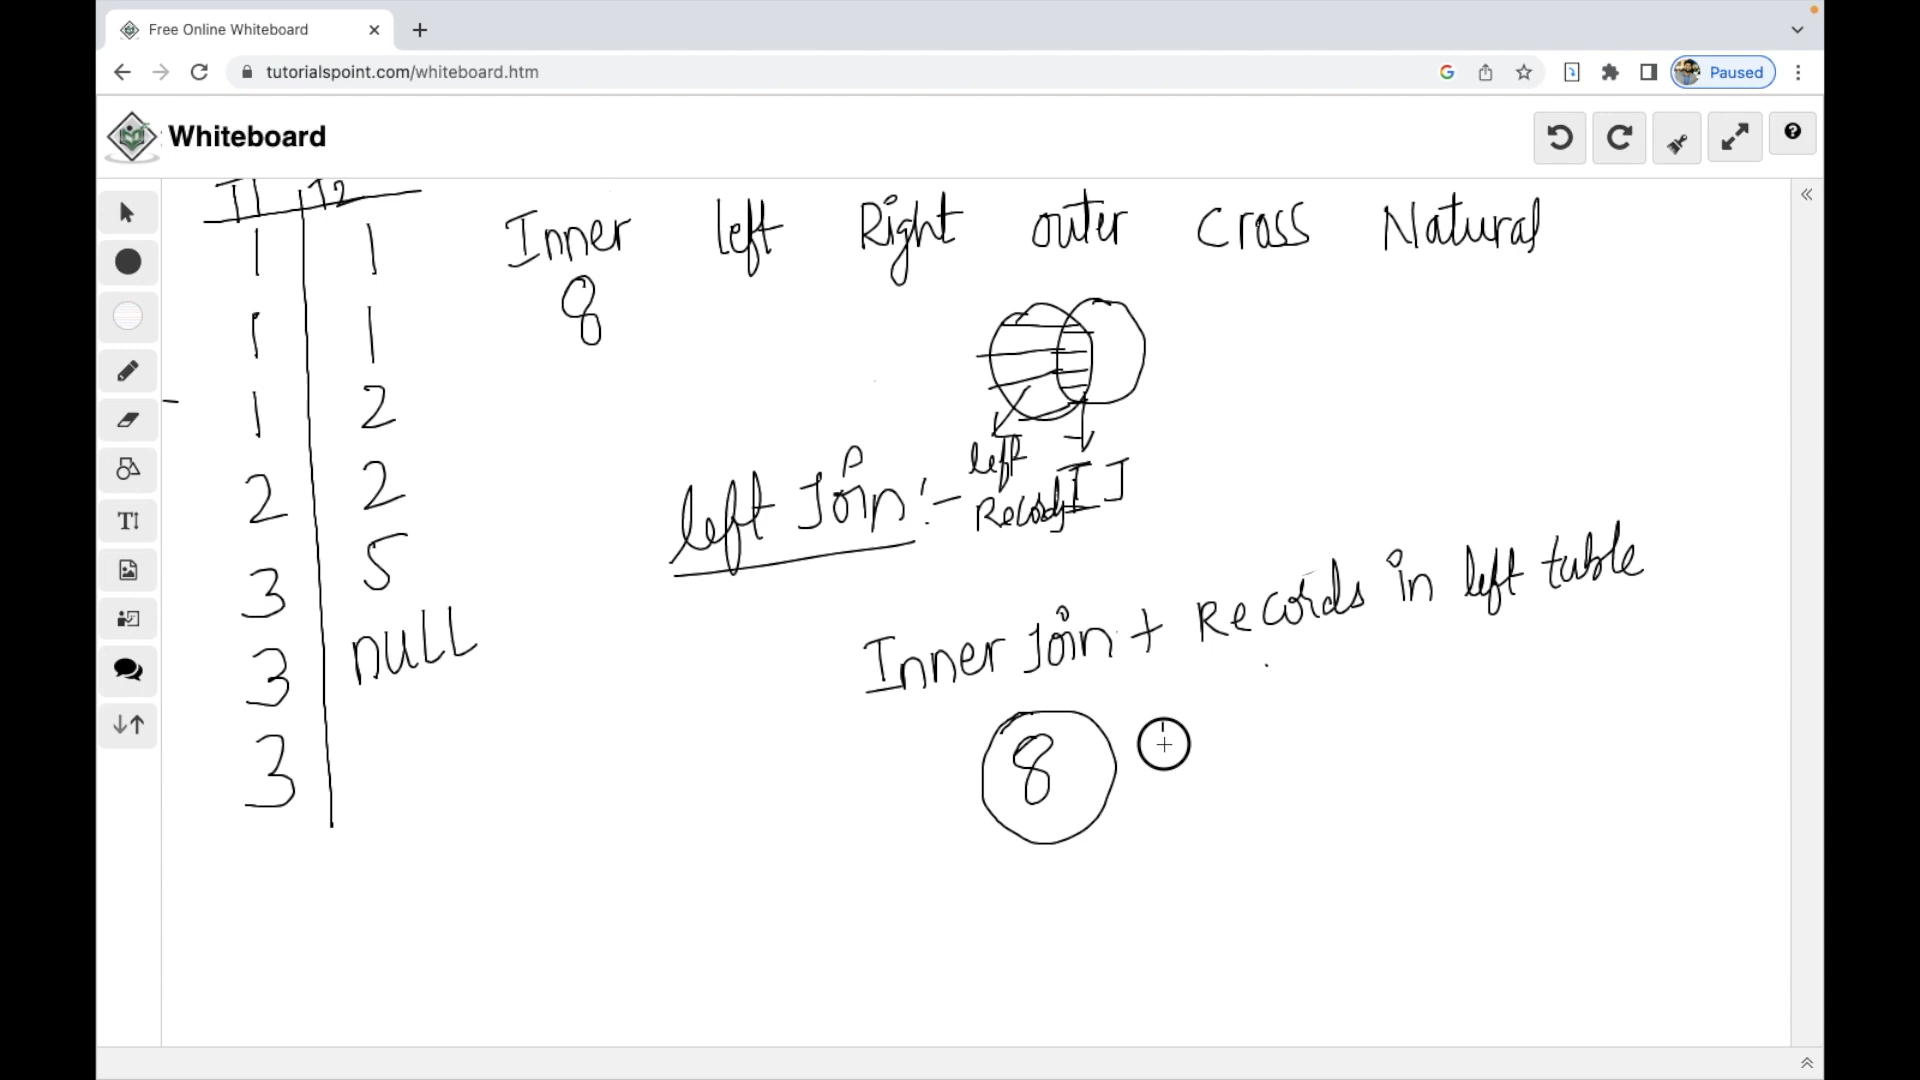 Free Online Whiteboard
tutorialspoint.com/whiteboard.htm
Paused
Whiteboard
T1 T2
Inner left Right outer Cross Natural
1 1
8
1 1
1 2
left
Records
I J
left Join :-
2 2
3 5
Inner Join + Records in left table
3 NULL
3
8